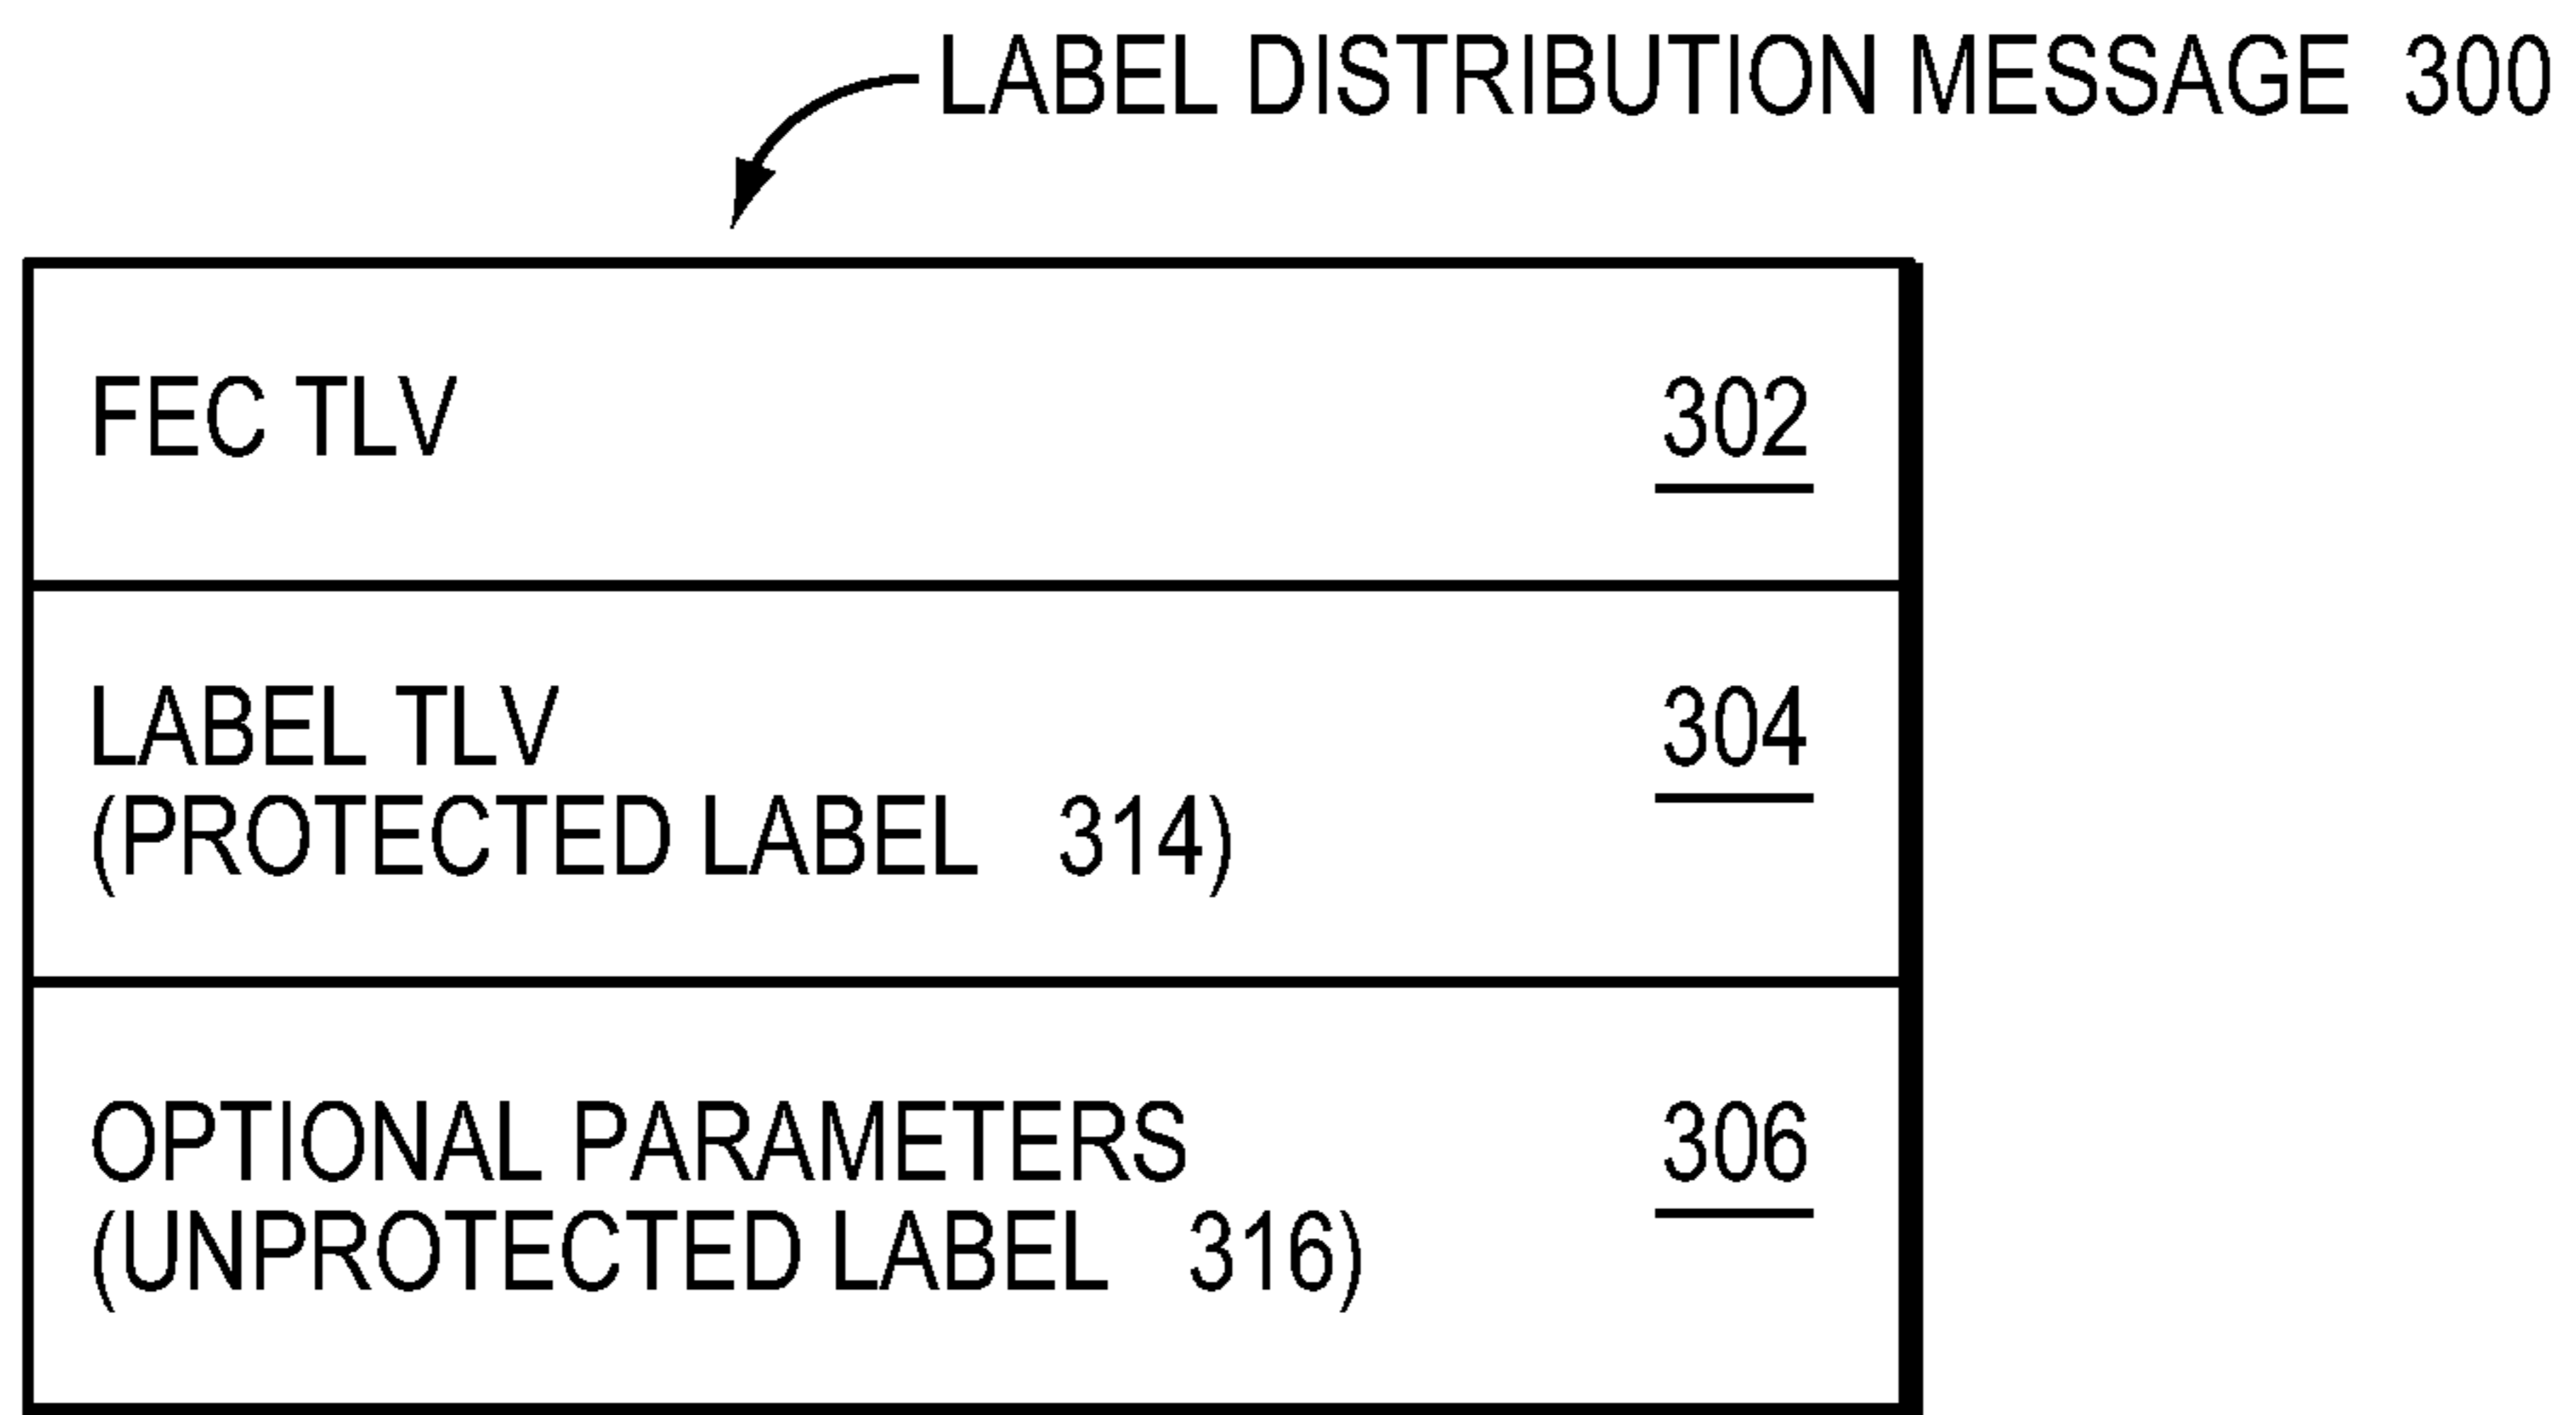 LABEL DISTRIBUTION MESSAGE 300
FEC TLV 302
LABEL TLV 304
(PROTECTED LABEL 314)
OPTIONAL PARAMETERS 306
(UNPROTECTED LABEL 316)